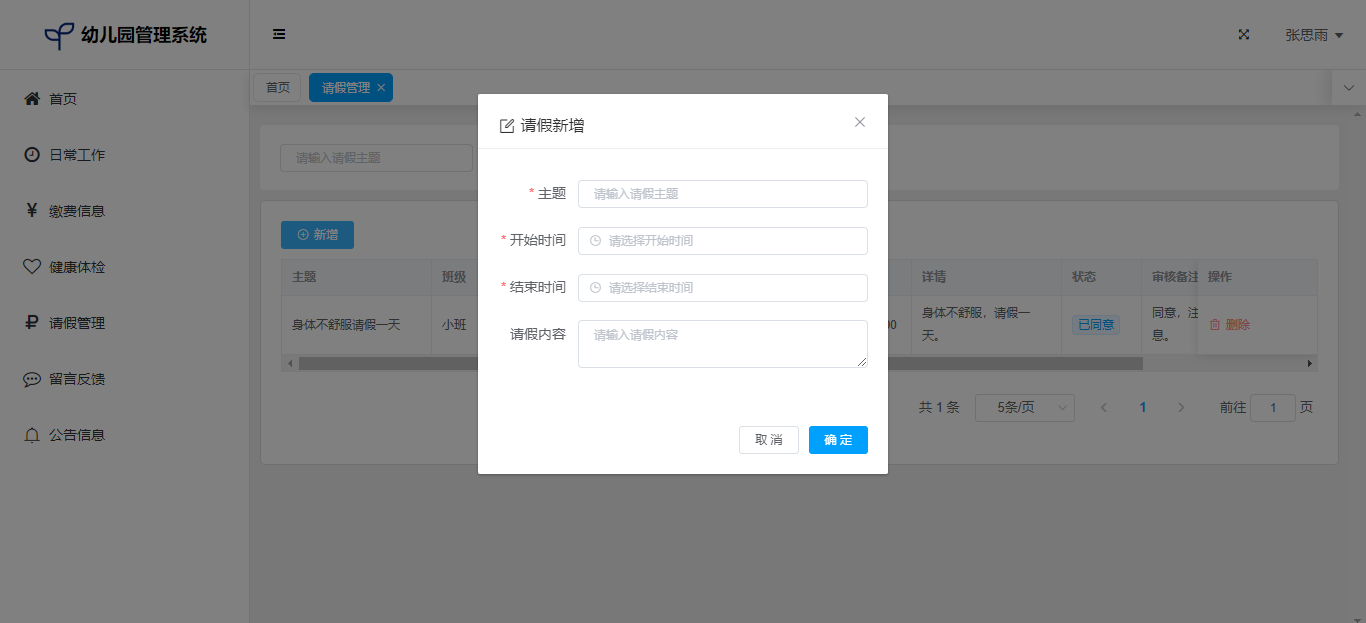 幼儿园管理系统
张思雨
首页
日常工作
缴费信息
健康体检
请假管理
留言反馈
公告信息
首页
请假管理
请输入请假主题
新增
主题
班级
详情
状态
审核备注
操作
身体不舒服请假一天
小班
00
身体不舒服，请假一
天。
已同意
同意，注
息。
删除
共 1 条
5条/页
1
前往
1
页
请假新增
* 主题
请输入请假主题
* 开始时间
请选择开始时间
* 结束时间
请选择结束时间
请假内容
请输入请假内容
取 消
确 定